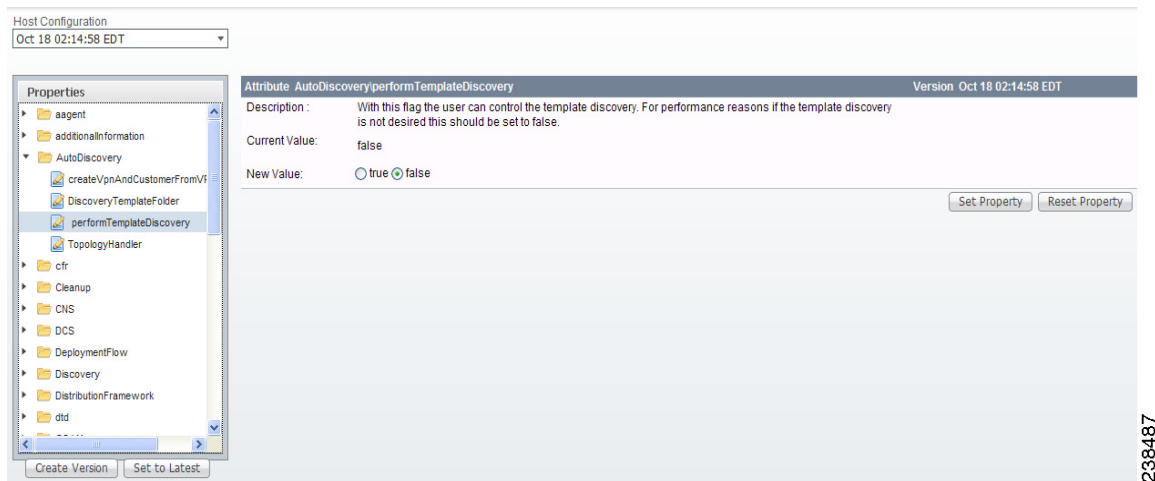 Host Configuration
Oct 18 02:14:58 EDT
Properties
aagent
additionalInformation
AutoDiscovery
createVpnAndCustomerFromVF
DiscoveryTemplateFolder
performTemplateDiscovery
TopologyHandler
cfr
Cleanup
CNS
DCS
DeploymentFlow
Discovery
DistributionFramework
dtd
Create Version
Set to Latest
Attribute AutoDiscovery\performTemplateDiscovery
Version Oct 18 02:14:58 EDT
Description :
With this flag the user can control the template discovery. For performance reasons if the template discovery
is not desired this should be set to false.
Current Value:
false
New Value:
true false
Set Property
Reset Property
238487